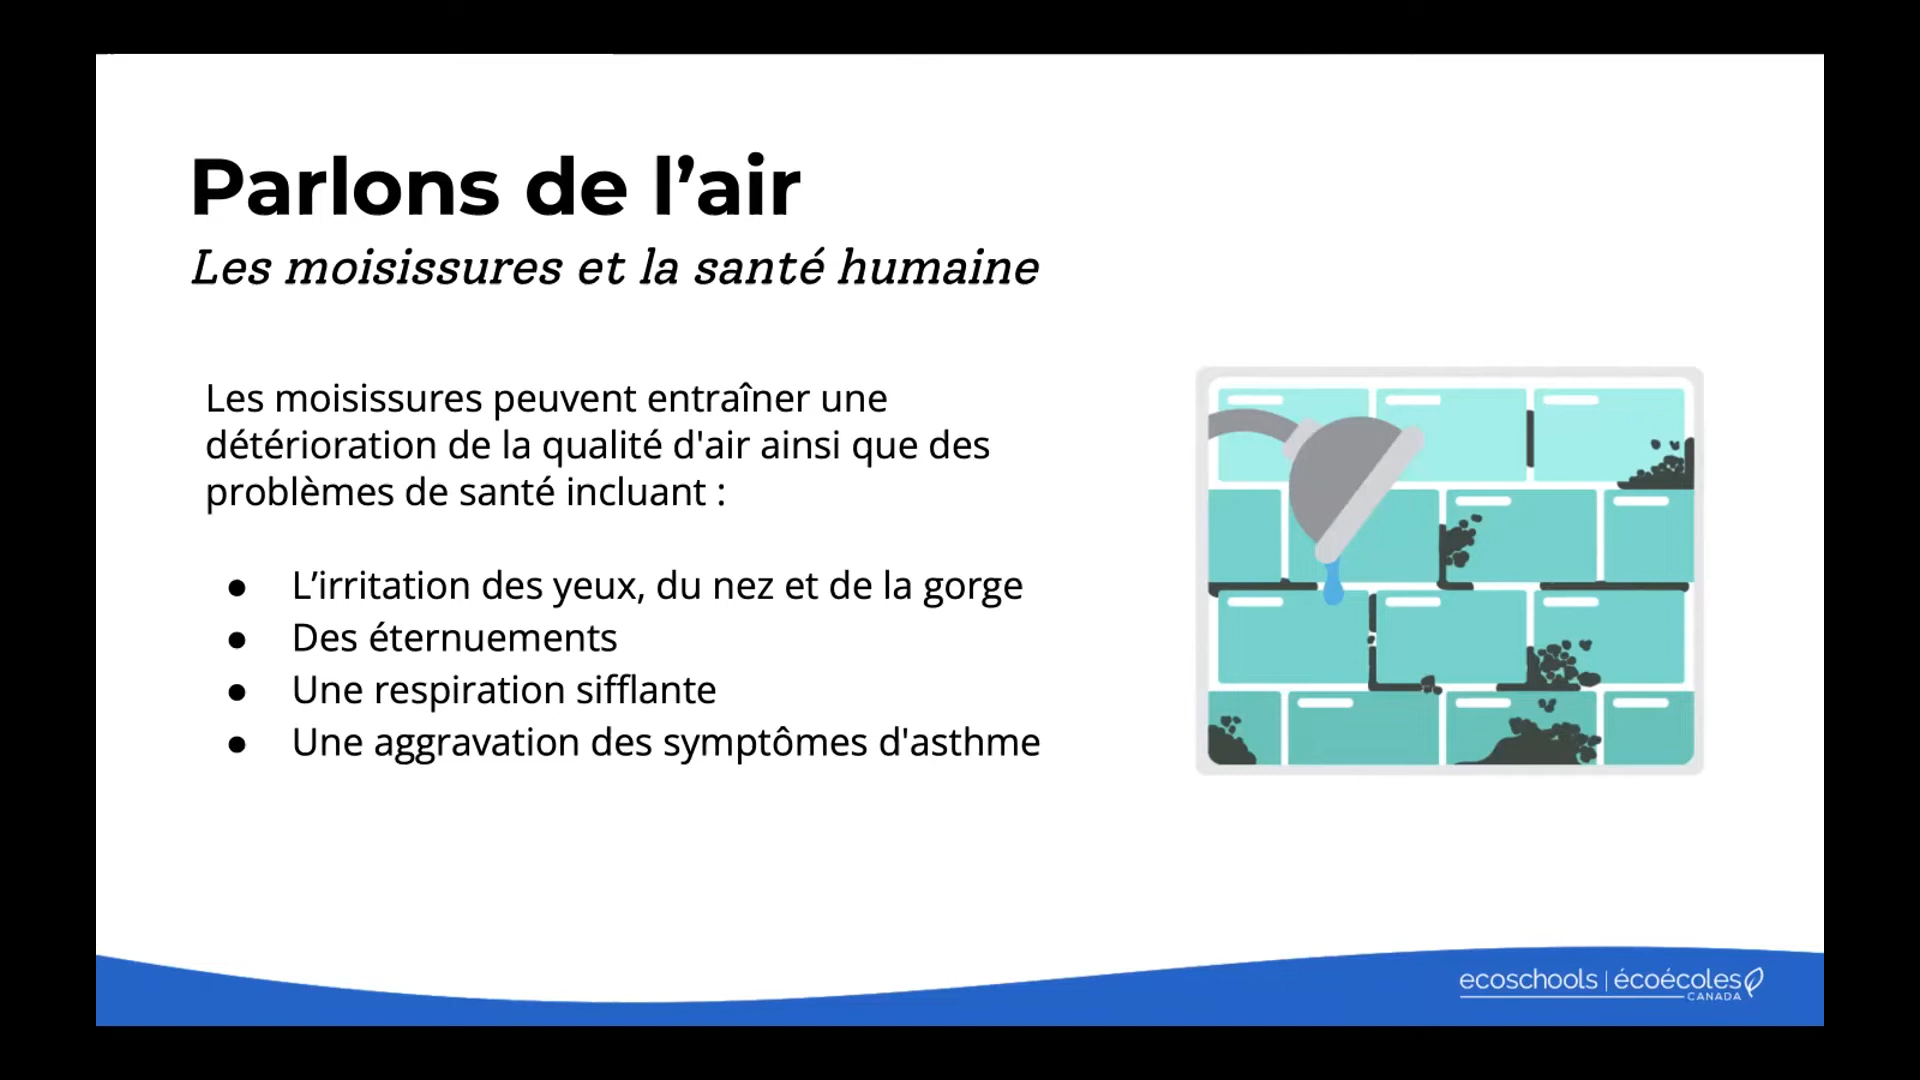 Parlons de l’air
Les moisissures et la santé humaine
Les moisissures peuvent entraîner une
détérioration de la qualité d'air ainsi que des
problèmes de santé incluant :
● L’irritation des yeux, du nez et de la gorge
● Des éternuements
● Une respiration sifflante
● Une aggravation des symptômes d'asthme
ecoschools | écoécoles
CANADA